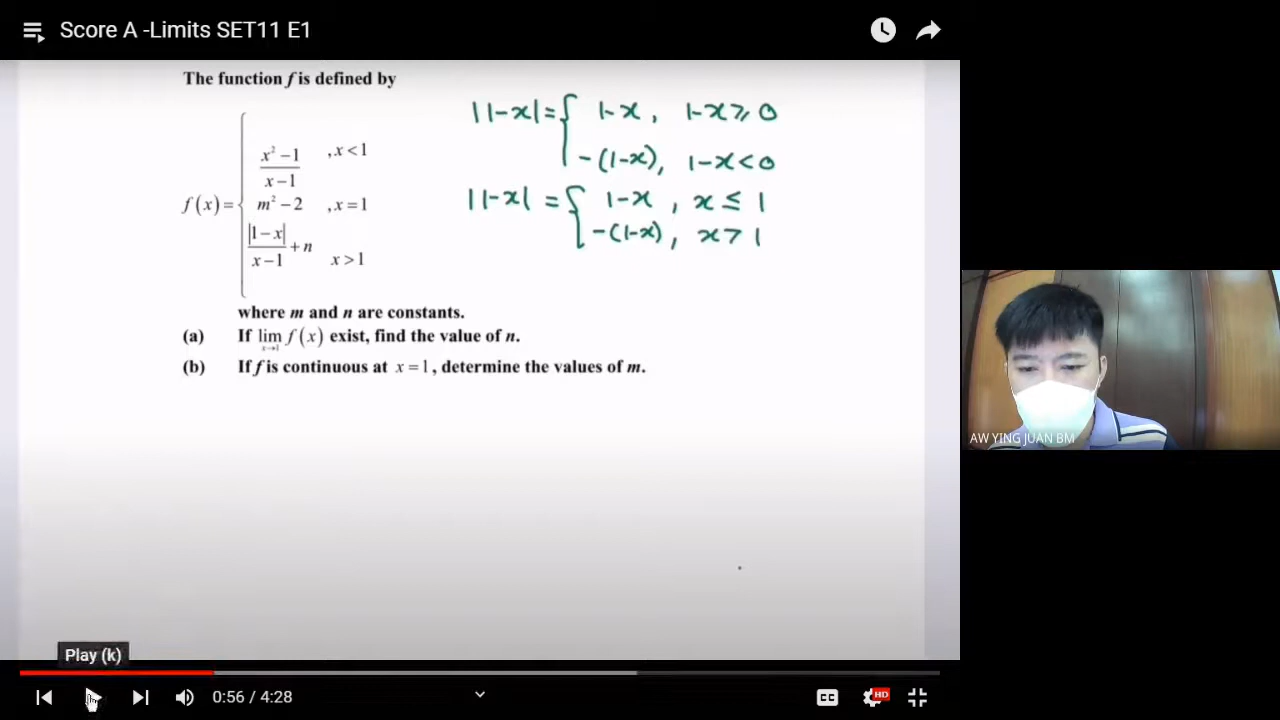 Score A -Limits SET11 E1
The function f is defined by
f(x)= { x² −1 / x−1 , x<1
m² −2 , x=1
|1−x| / x−1 + n x>1
|1-x| = { 1-x , 1-x ≥ 0
-(1-x), 1-x < 0
|1-x| = { 1-x , x ≤ 1
-(1-x), x > 1
where m and n are constants.
(a) If lim x→1 f(x) exist, find the value of n.
(b) If f is continuous at x=1, determine the values of m.
AW YING JUAN BM
Play (k)
0:56 / 4:28
CC
HD